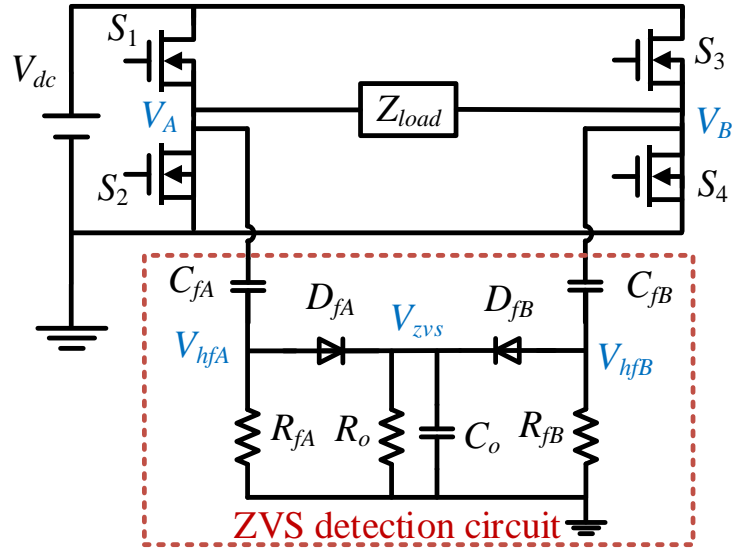 S1
S3
Vdc
VA
Zload
VB
S2
S4
CfA
CfB
DfA
Vzvs
DfB
VhfA
VhfB
RfA
Ro
Co
RfB
ZVS detection circuit